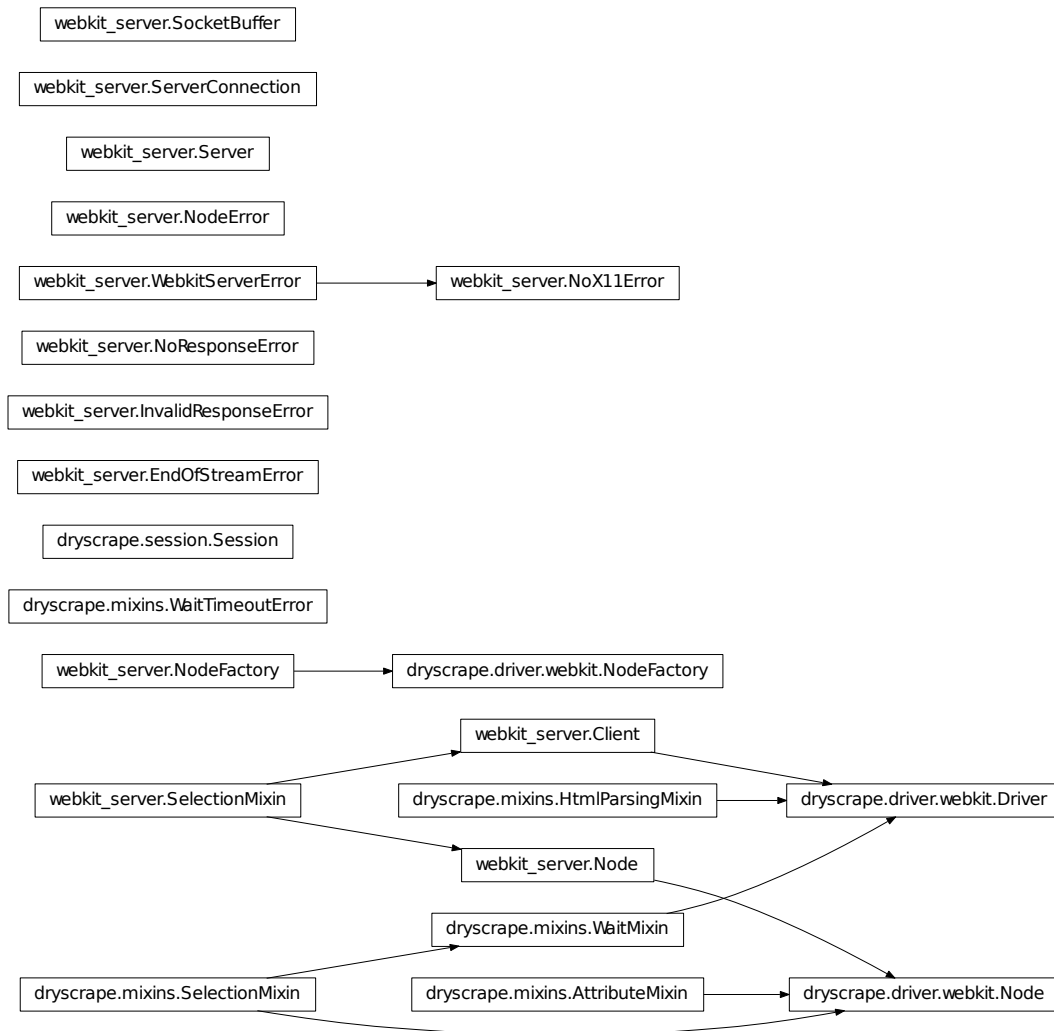 webkit_server.SocketBuffer
webkit_server.ServerConnection
webkit_server.Server
webkit_server.NodeError
webkit_server.WebkitServerError
webkit_server.NoX11Error
webkit_server.NoResponseError
webkit_server.InvalidResponseError
webkit_server.EndOfStreamError
dryscrape.session.Session
dryscrape.mixins.WaitTimeoutError
webkit_server.NodeFactory
dryscrape.driver.webkit.NodeFactory
webkit_server.Client
webkit_server.SelectionMixin
dryscrape.mixins.HtmlParsingMixin
dryscrape.driver.webkit.Driver
webkit_server.Node
dryscrape.mixins.WaitMixin
dryscrape.mixins.SelectionMixin
dryscrape.mixins.AttributeMixin
dryscrape.driver.webkit.Node